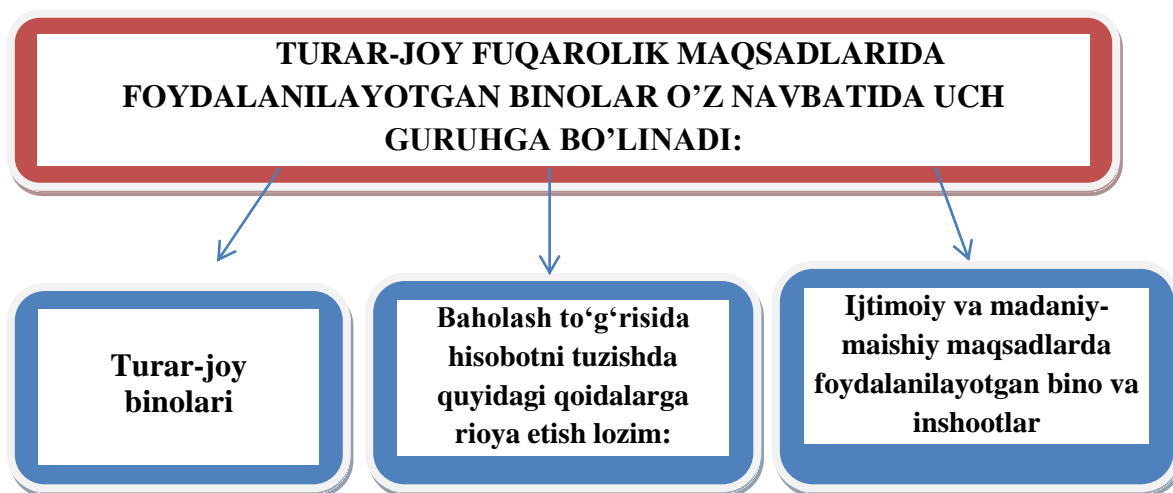 TURAR-JOY FUQAROLIK MAQSADLARIDA
FOYDALANILAYOTGAN BINOLAR O’Z NAVBATIDA UCH
GURUHGA BO’LINADI:
Turar-joy
binolari
Baholash to‘g‘risida
hisobotni tuzishda
quyidagi qoidalarga
rioya etish lozim:
Ijtimoiy va madaniy-
maishiy maqsadlarda
foydalanilayotgan bino va
inshootlar